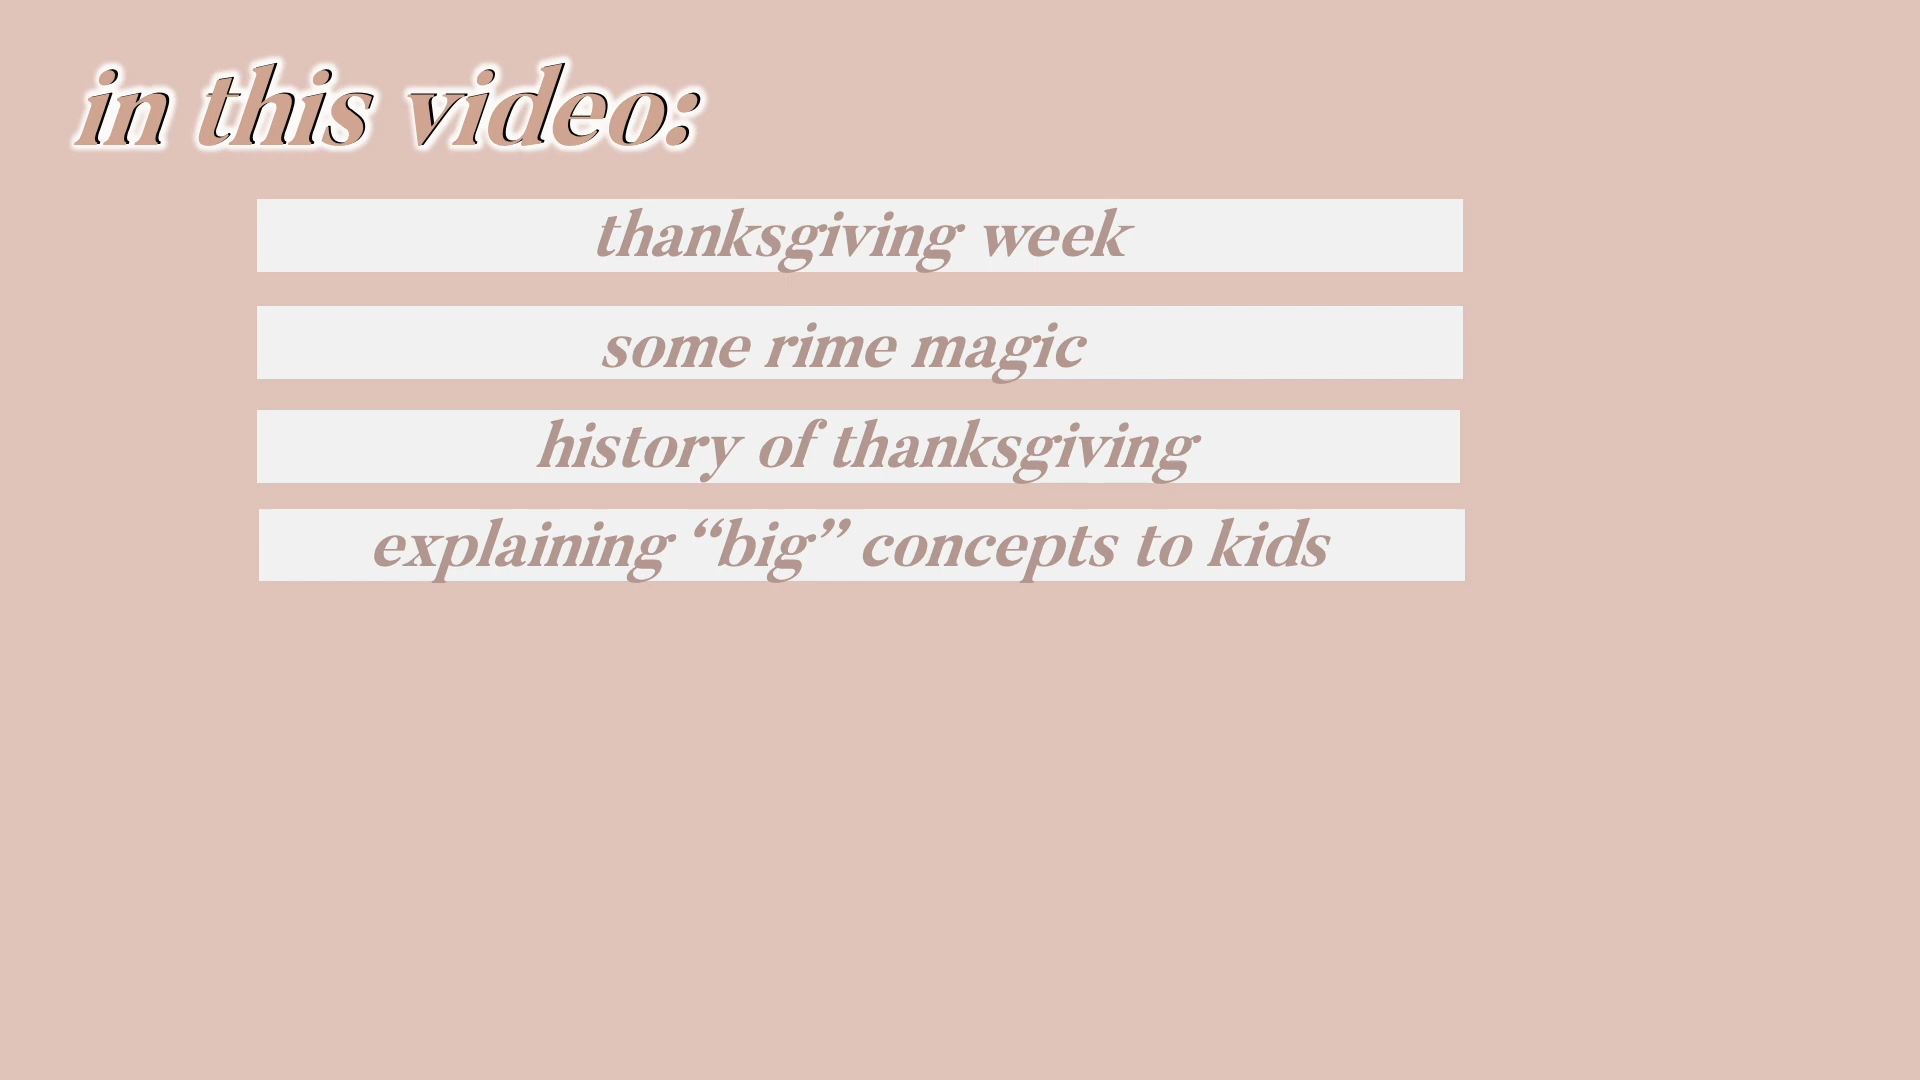 in this video:
thanksgiving week
some rime magic
history of thanksgiving
explaining “big” concepts to kids